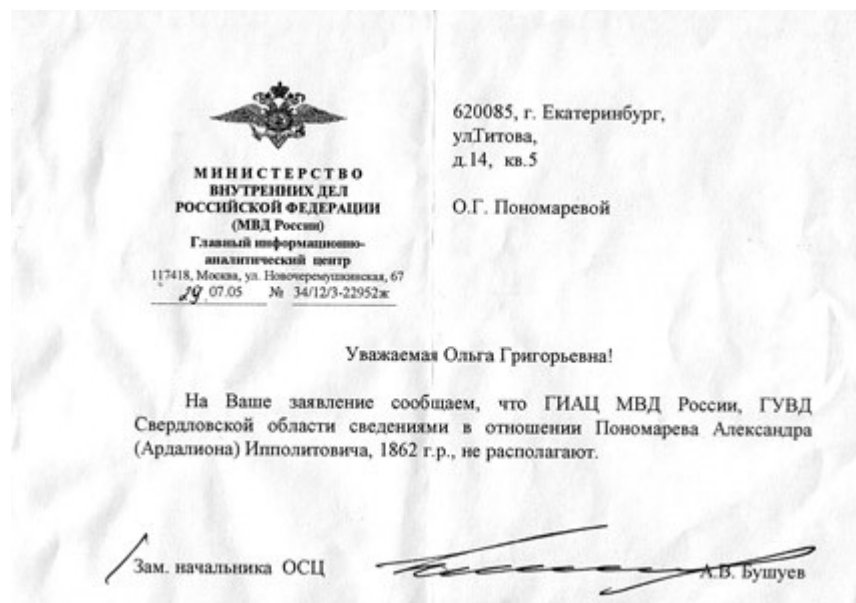 МИНИСТЕРСТВО
ВНУТРЕННИХ ДЕЛ
РОССИЙСКОЙ ФЕДЕРАЦИИ
(МВД России)
Главный информационно-
аналитический центр
117418, Москва, ул. Новочеремушкинская, 67
29.07.05 № 34/12/3-22952ж
620085, г. Екатеринбург,
ул.Титова,
д.14, кв.5
О.Г. Пономаревой
Уважаемая Ольга Григорьевна!
На Ваше заявление сообщаем, что ГИАЦ МВД России, ГУВД
Свердловской области сведениями в отношении Пономарева Александра
(Ардалиона) Ипполитовича, 1862 г.р., не располагают.
Зам. начальника ОСЦ
А.В. Бушуев